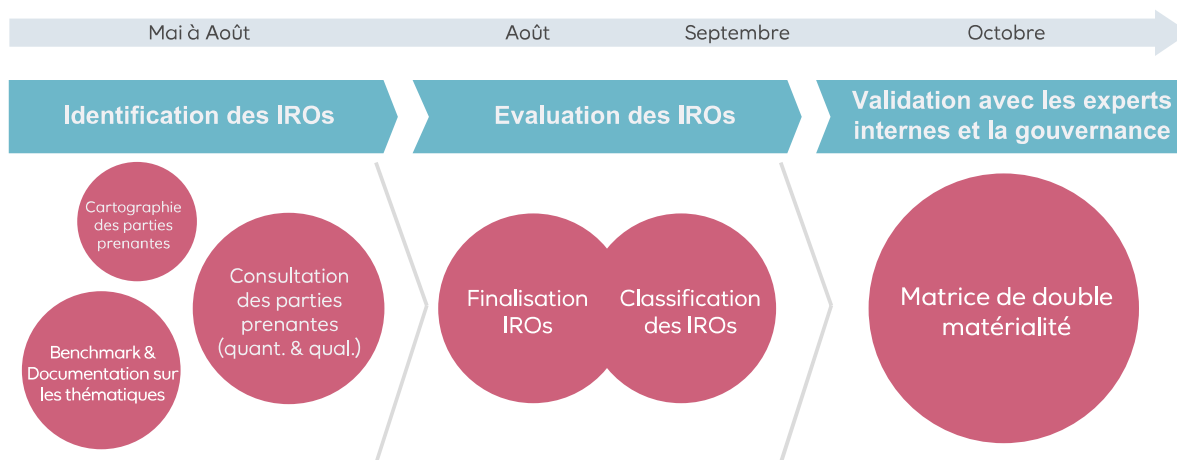 Mai à Août
Août
Septembre
Octobre
Identification des IROs
Evaluation des IROs
Validation avec les experts
internes et la gouvernance
Cartographie
des parties
prenantes
Consultation
des parties
prenantes
(quant. & qual.)
Benchmark &
Documentation sur
les thématiques
Finalisation
IROs
Classification
des IROs
Matrice de double
matérialité